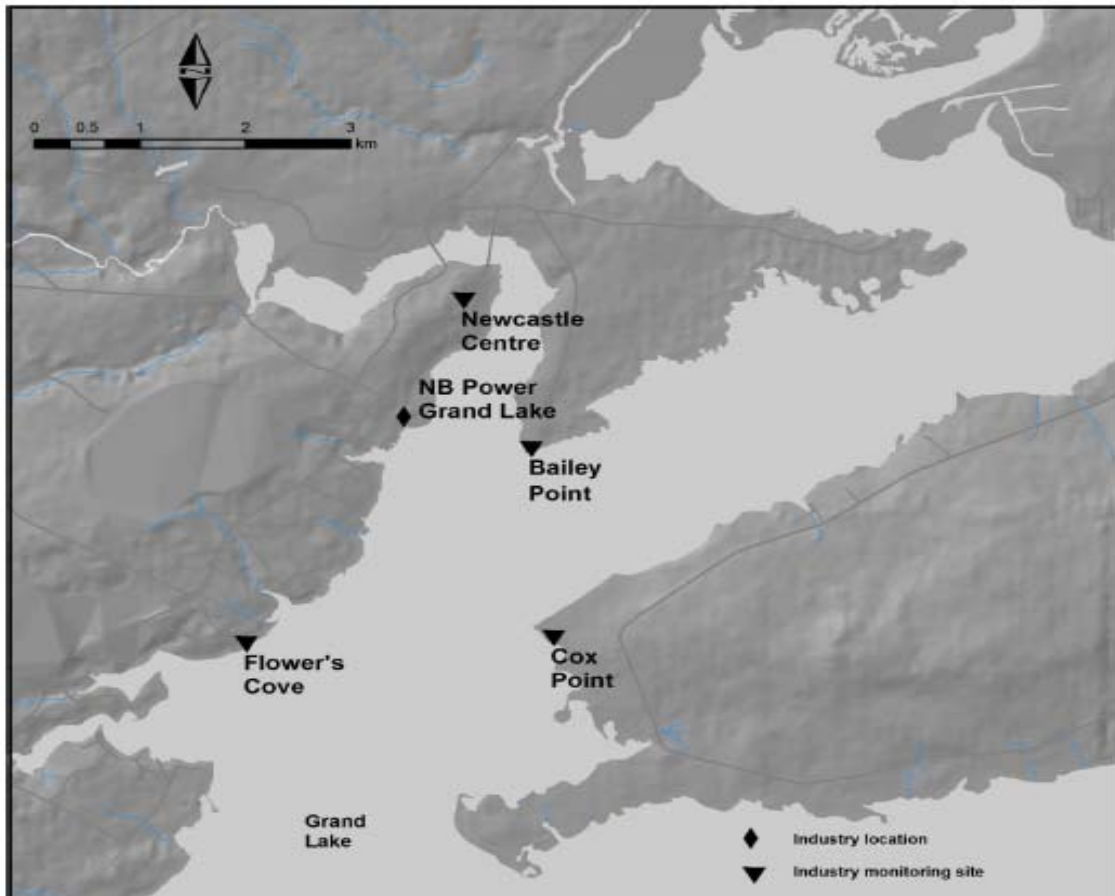 0 0.5 1 2 3
km
Newcastle
Centre
NB Power
Grand Lake
Bailey
Point
Flower's
Cove
Cox
Point
Grand
Lake
Industry location
Industry monitoring site